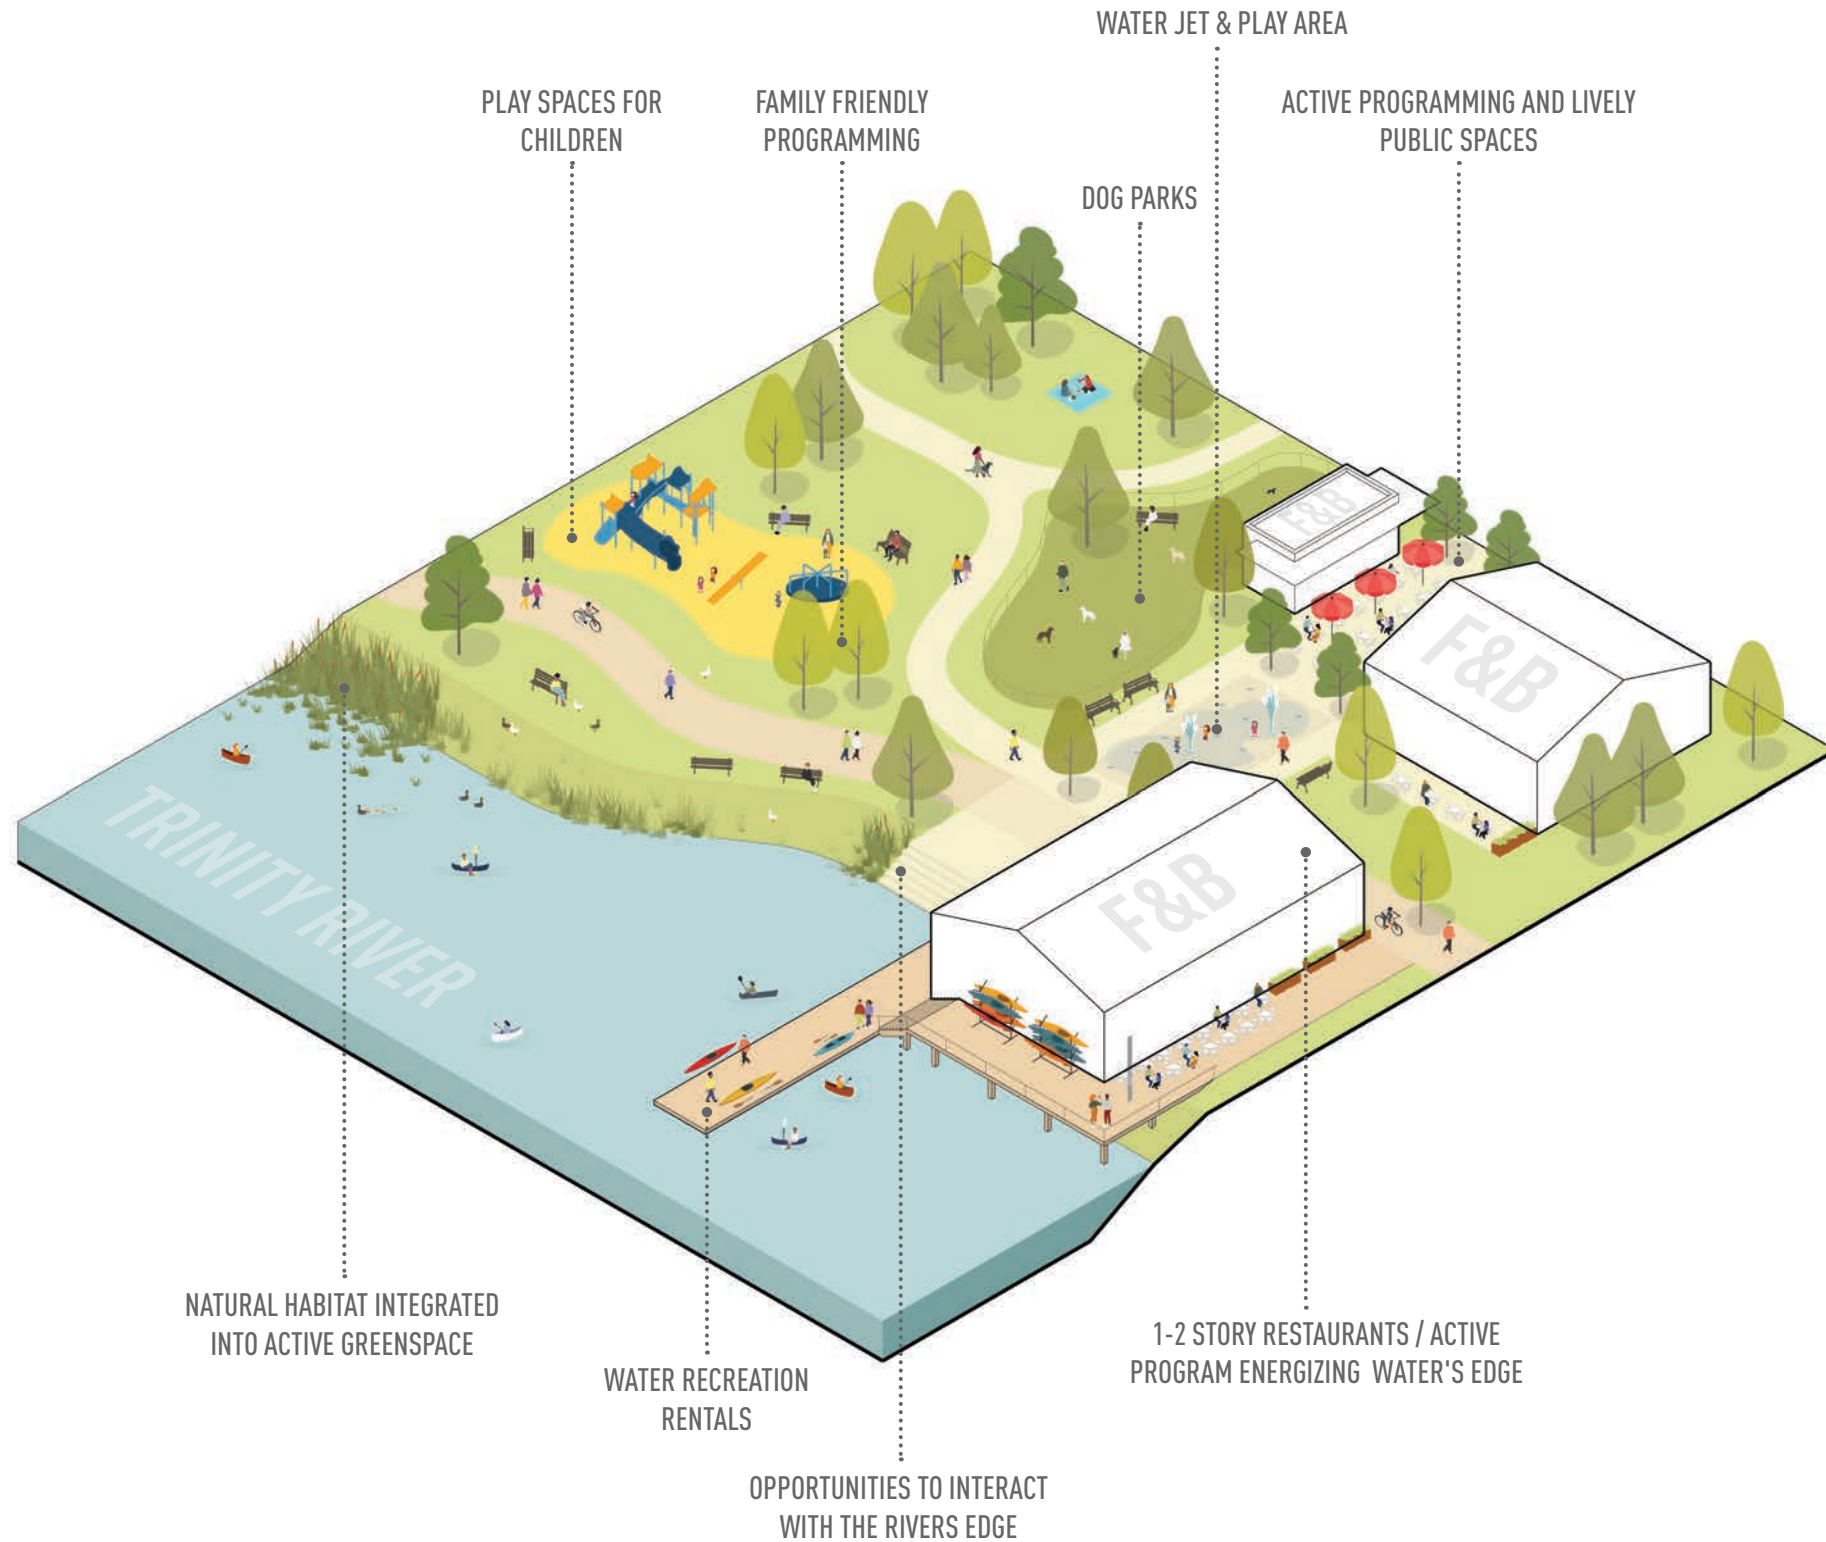 WATER JET & PLAY AREA
PLAY SPACES FOR
CHILDREN
FAMILY FRIENDLY
PROGRAMMING
ACTIVE PROGRAMMING AND LIVELY
PUBLIC SPACES
DOG PARKS
F&B
F&B
F&B
TRINITY RIVER
NATURAL HABITAT INTEGRATED
INTO ACTIVE GREENSPACE
WATER RECREATION
RENTALS
OPPORTUNITIES TO INTERACT
WITH THE RIVERS EDGE
1-2 STORY RESTAURANTS / ACTIVE
PROGRAM ENERGIZING WATER'S EDGE